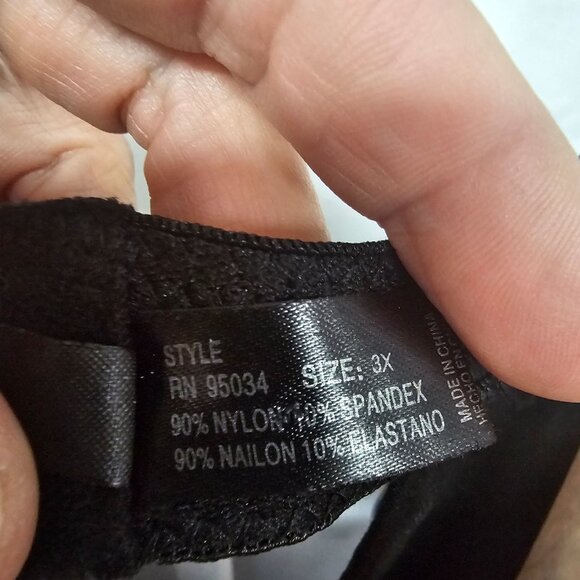 STYLE
RN 95034 SIZE: 3X
90% NYLON 10% SPANDEX
90% NAILON 10% ELASTANO
MADE IN CHINA
HECHO EN